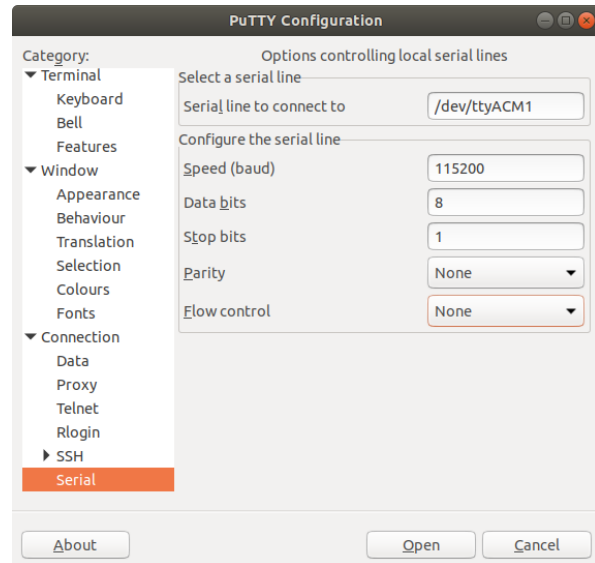 PuTTY Configuration
Category:
Options controlling local serial lines
Terminal
Keyboard
Bell
Features
Window
Appearance
Behaviour
Translation
Selection
Colours
Fonts
Connection
Data
Proxy
Telnet
Rlogin
SSH
Serial
Select a serial line
Serial line to connect to /dev/ttyACM1
Configure the serial line
Speed (baud) 115200
Data bits 8
Stop bits 1
Parity None
Flow control None
About
Open
Cancel